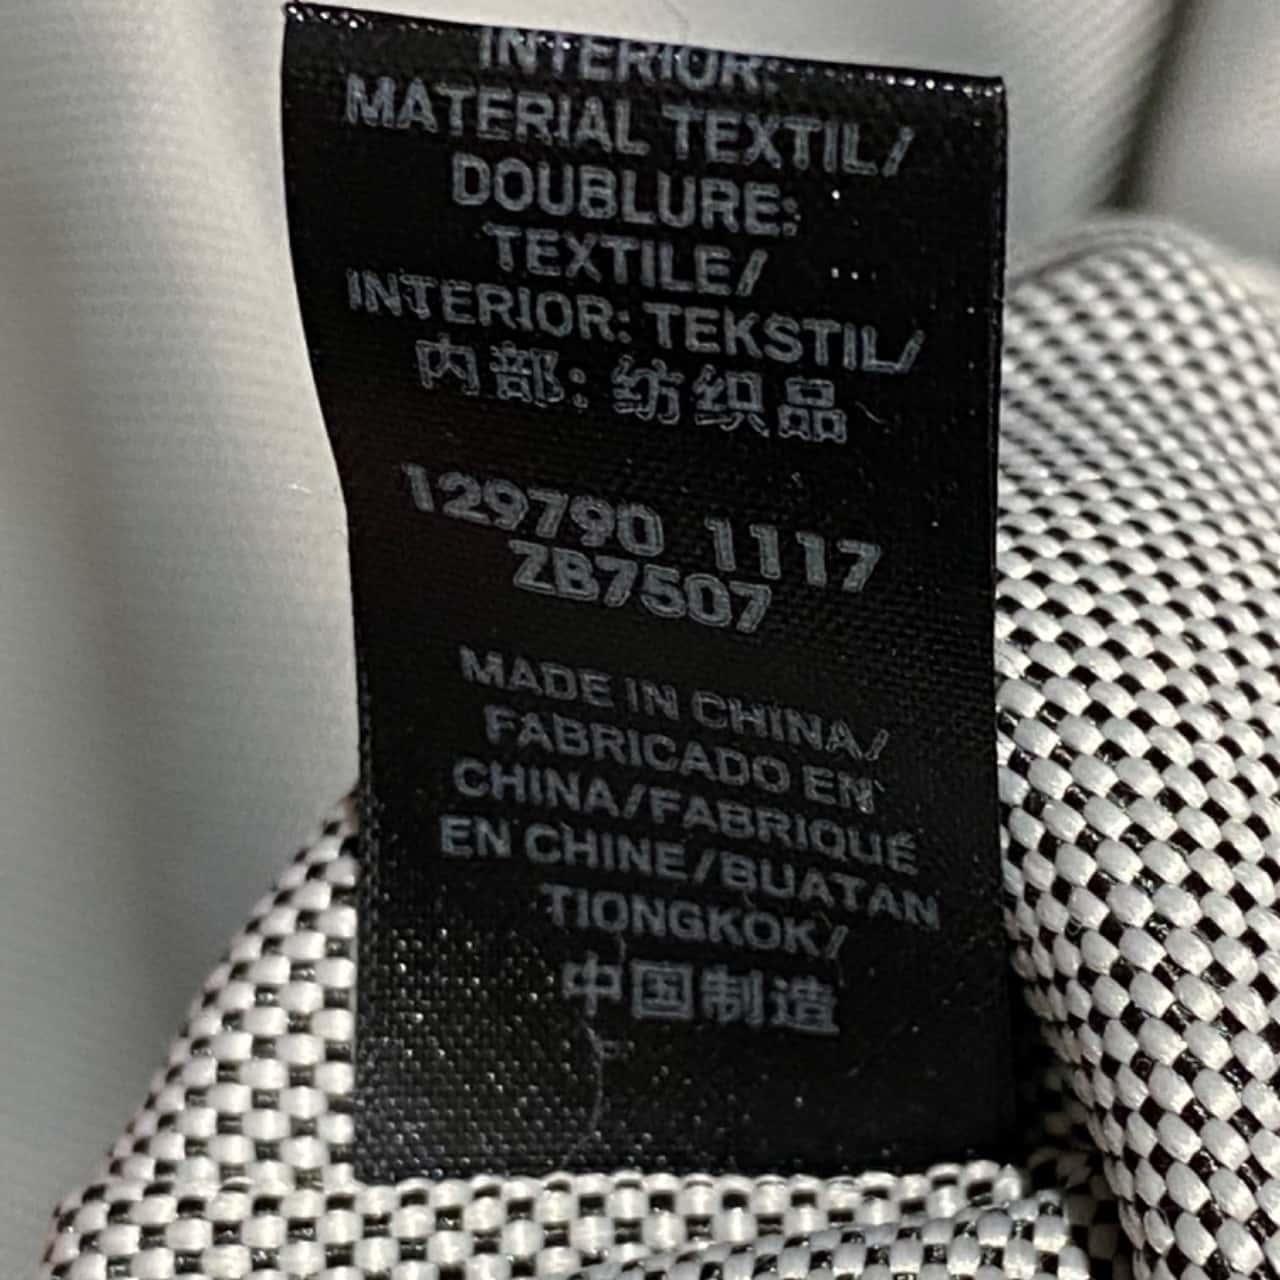 INTERIOR:
MATERIAL TEXTIL/
DOUBLURE:
TEXTILE/
INTERIOR: TEKSTIL/
内部: 纺织品
129790 1117
ZB7507
MADE IN CHINA/
FABRICADO EN
CHINA/FABRIQUÉ
EN CHINE/BUATAN
TIONGKOK/
中国制造